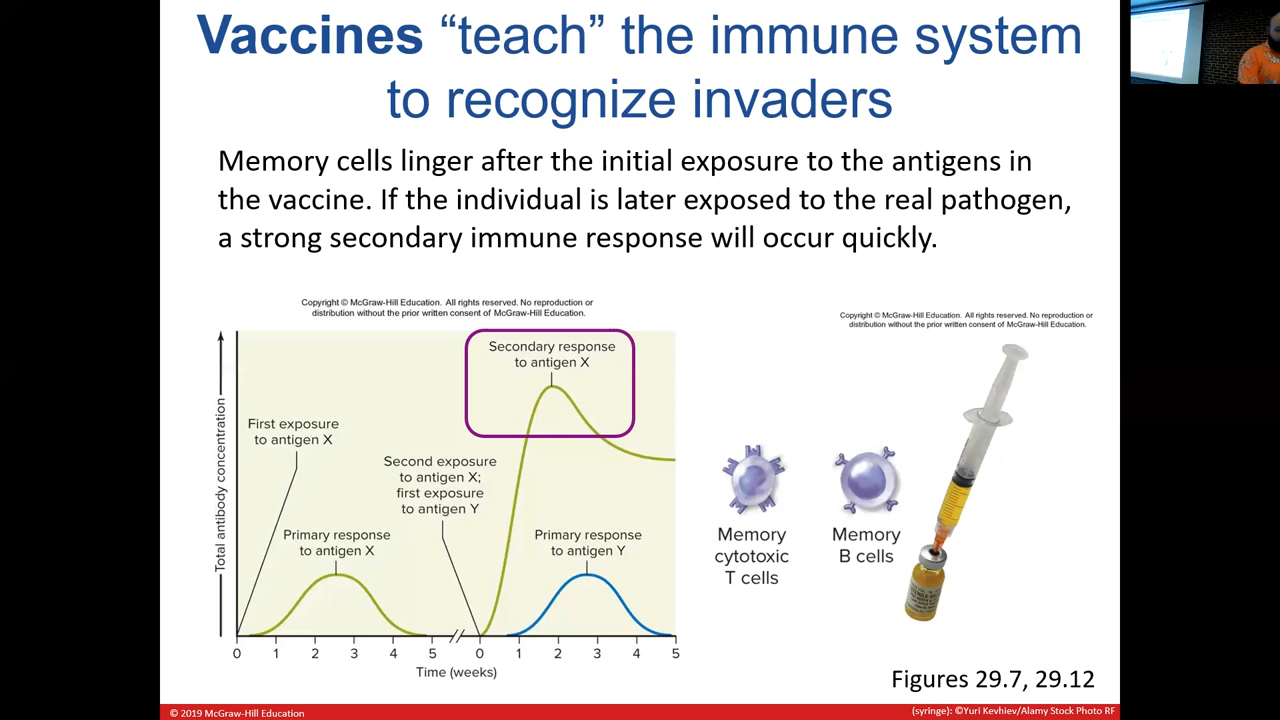 Vaccines “teach” the immune system
to recognize invaders
Memory cells linger after the initial exposure to the antigens in
the vaccine. If the individual is later exposed to the real pathogen,
a strong secondary immune response will occur quickly.
Copyright © McGraw-Hill Education. All rights reserved. No reproduction or
distribution without the prior written consent of McGraw-Hill Education.
Total antibody concentration
First exposure
to antigen X
Primary response
to antigen X
Second exposure
to antigen X;
first exposure
to antigen Y
Secondary response
to antigen X
Primary response
to antigen Y
0 1 2 3 4 5 0 1 2 3 4 5
Time (weeks)
Copyright © McGraw-Hill Education. All rights reserved. No reproduction or
distribution without the prior written consent of McGraw-Hill Education.
Memory
cytotoxic
T cells
Memory
B cells
Figures 29.7, 29.12
© 2019 McGraw-Hill Education
(syringe): ©Yuri Kevhiev/Alamy Stock Photo RF